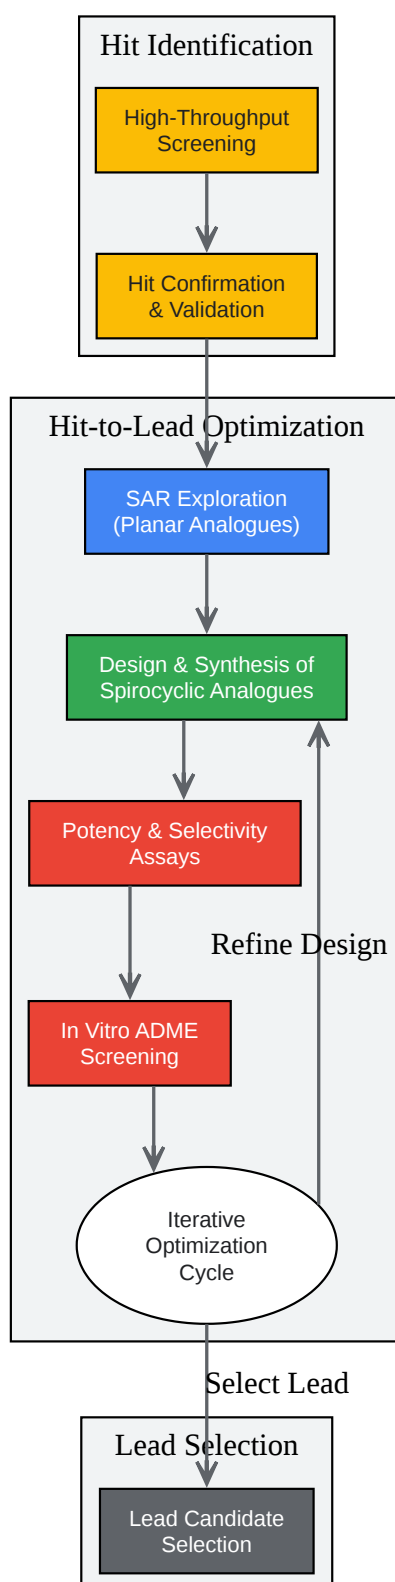 Hit Identification
High-Throughput
Screening
Hit Confirmation
& Validation
Hit-to-Lead Optimization
SAR Exploration
(Planar Analogues)
Design & Synthesis of
Spirocyclic Analogues
Potency & Selectivity
Assays
Refine Design
In Vitro ADME
Screening
Iterative
Optimization
Cycle
Select Lead
Lead Selection
Lead Candidate
Selection